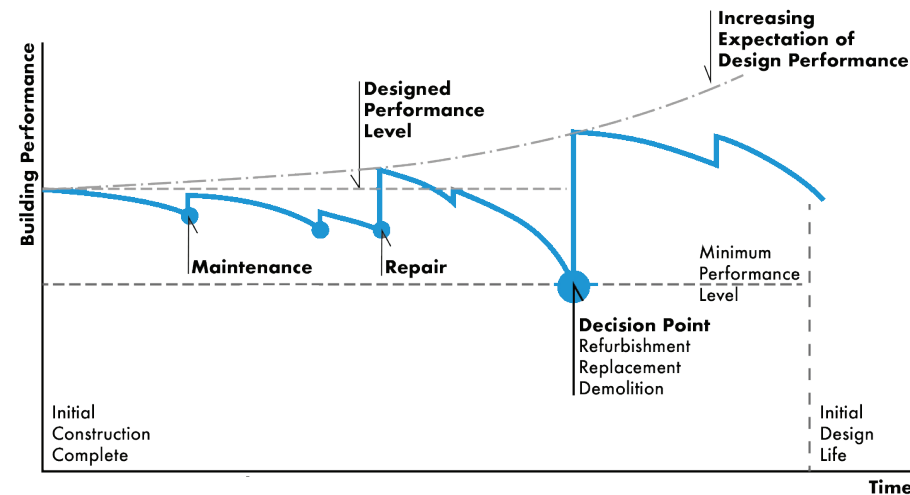 Increasing
Expectation of
Design Performance
Designed
Performance
Level
Building Performance
Maintenance
Repair
Minimum
Performance
Level
Decision Point
Refurbishment
Replacement
Demolition
Initial
Construction
Complete
Initial
Design
Life
Time